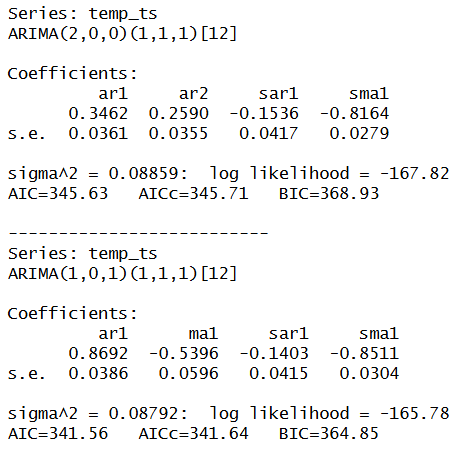 Series: temp_ts
ARIMA(2,0,0)(1,1,1)[12]
Coefficients:
ar1 ar2 sar1 sma1
0.3462 0.2590 -0.1536 -0.8164
s.e. 0.0361 0.0355 0.0417 0.0279
sigma^2 = 0.08859: log likelihood = -167.82
AIC=345.63 AICc=345.71 BIC=368.93
--------------------------
Series: temp_ts
ARIMA(1,0,1)(1,1,1)[12]
Coefficients:
ar1 ma1 sar1 sma1
0.8692 -0.5396 -0.1403 -0.8511
s.e. 0.0386 0.0596 0.0415 0.0304
sigma^2 = 0.08792: log likelihood = -165.78
AIC=341.56 AICc=341.64 BIC=364.85